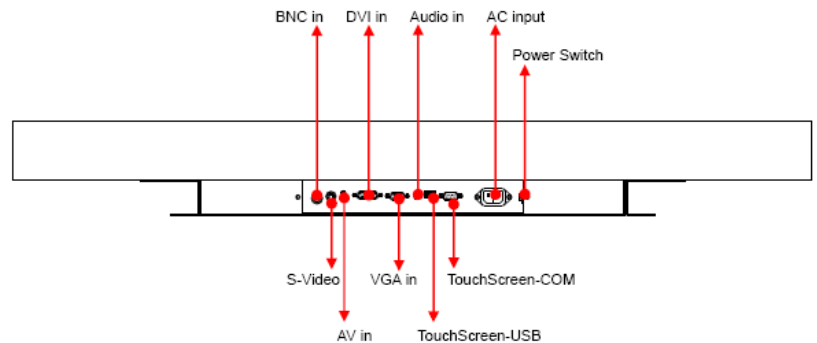 BNC in
DVI in
Audio in
AC input
Power Switch
S-Video
VGA in
TouchScreen-COM
AV in
TouchScreen-USB